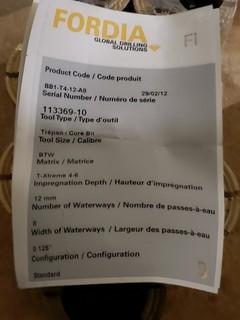 FORDIA
GLOBAL DRILLING
SOLUTIONS
Product Code / Code produit
BB1-T4-12-AB 29/02/12
Serial Number / Numéro de série
113369-10
Tool Type / Type d'outil
Trépan / Core Bit
Tool Size / Calibre
BTW
Matrix / Matrice
T-Xtreme 4-6
Impregnation Depth / Hauteur d'imprégnation
12 mm
Number of Waterways / Nombre de passes-à-eau
8
Width of Waterways / Largeur des passes-à-eau
0.125"
Configuration / Configuration
Standard